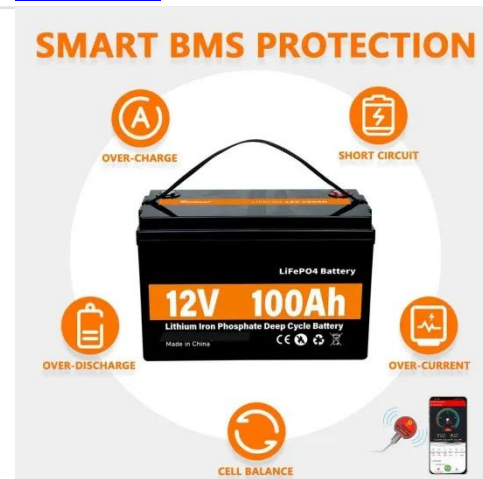 SMART BMS PROTECTION
OVER-CHARGE
SHORT CIRCUIT
LiFePO4 Battery
12V 100Ah
Lithium Iron Phosphate Deep Cycle Battery
Made in China
CE
OVER-DISCHARGE
OVER-CURRENT
CELL BALANCE